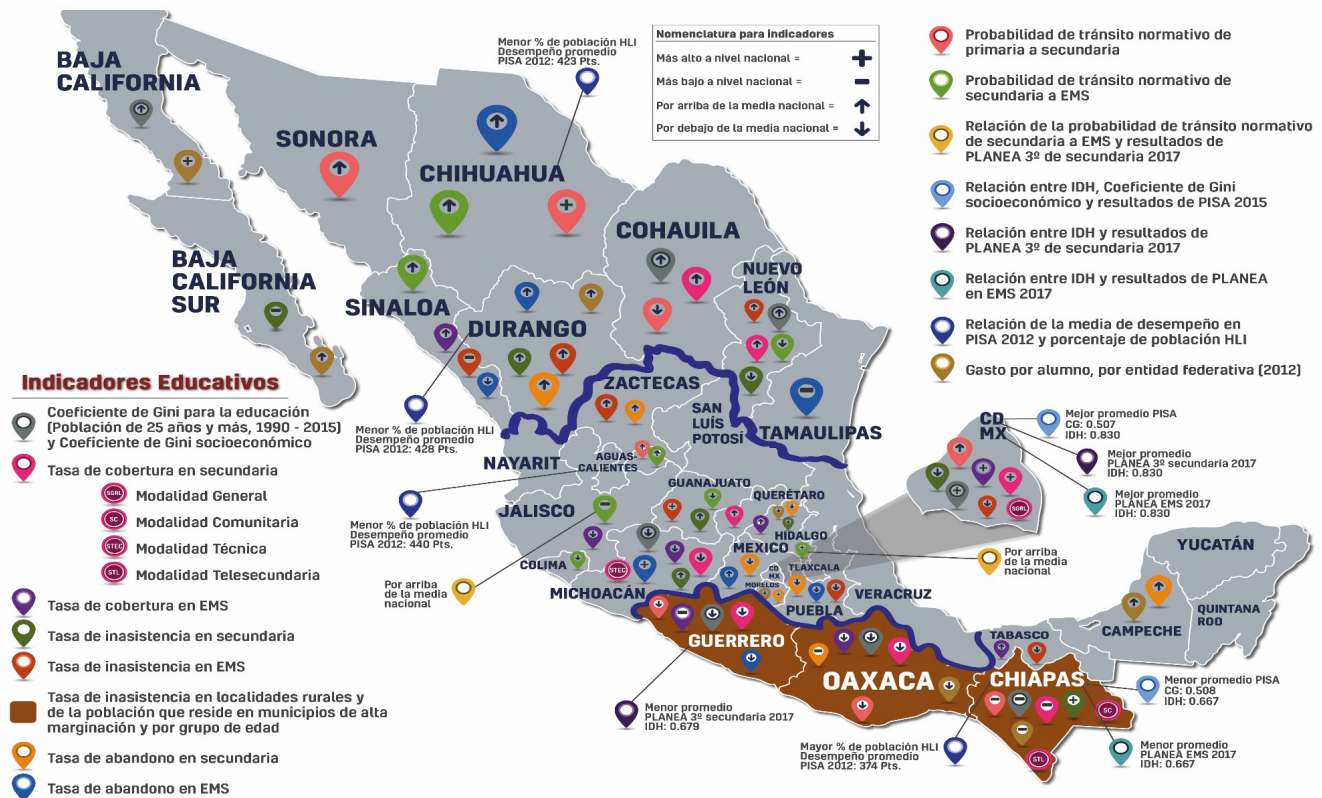 BAJA
CALIFORNIA
SONORA
CHIHUAHUA
Menor % de población HLI
Desempeño promedio
PISA 2012: 423 Pts.
Nomenclatura para indicadores
Más alto a nivel nacional =
Más bajo a nivel nacional =
Por arriba de la media nacional =
Por debajo de la media nacional =
Probabilidad de tránsito normativo de
primaria a secundaria
Probabilidad de tránsito normativo de
secundaria a EMS
Relación de la probabilidad de tránsito normativo
de secundaria a EMS y resultados de
PLANEA 3º de secundaria 2017
Relación entre IDH, Coeficiente de Gini
socioeconómico y resultados de PISA 2015
Relación entre IDH y resultados de
PLANEA 3º de secundaria 2017
Relación entre IDH y resultados de PLANEA
en EMS 2017
Relación de la media de desempeño en
PISA 2012 y porcentaje de población HLI
Gasto por alumno, por entidad federativa (2012)
BAJA
CALIFORNIA
SUR
SINALOA
DURANGO
COHAUILA
NUEVO
LEÓN
ZACTECAS
SAN
LUÍS
POTOSÍ
TAMAULIPAS
Menor % de población HLI
Desempeño promedio
PISA 2012: 428 Pts.
NAYARIT
AGUAS-
CALIENTES
Menor % de población HLI
Desempeño promedio
PISA 2012: 440 Pts.
JALISCO
GUANAJUATO
QUERÉTARO
HIDALGO
COLIMA
MEXICO
CD
MX
MORELOS
TLAXCALA
MICHOACÁN
STEC
PUEBLA
VERACRUZ
Por arriba
de la media
nacional
Por arriba
de la media
nacional
CD
MX
SGRL
Mejor promedio PISA
CG: 0.507
IDH: 0.830
Mejor promedio
PLANEA 3º secundaria 2017
IDH: 0.830
Mejor promedio
PLANEA EMS 2017
IDH: 0.830
YUCATÁN
QUINTANA
ROO
CAMPECHE
TABASCO
GUERRERO
OAXACA
CHIAPAS
SC
STL
Menor promedio
PLANEA 3º secundaria 2017
IDH: 0.679
Mayor % de población HLI
Desempeño promedio
PISA 2012: 374 Pts.
Menor promedio PISA
CG: 0.508
IDH: 0.667
Menor promedio
PLANEA EMS 2017
IDH: 0.667
Indicadores Educativos
Coeficiente de Gini para la educación
(Población de 25 años y más, 1990 - 2015)
y Coeficiente de Gini socioeconómico
Tasa de cobertura en secundaria
SGRL Modalidad General
SC Modalidad Comunitaria
STEC Modalidad Técnica
STL Modalidad Telesecundaria
Tasa de cobertura en EMS
Tasa de inasistencia en secundaria
Tasa de inasistencia en EMS
Tasa de inasistencia en localidades rurales y
de la población que reside en municipios de alta
marginación y por grupo de edad
Tasa de abandono en secundaria
Tasa de abandono en EMS